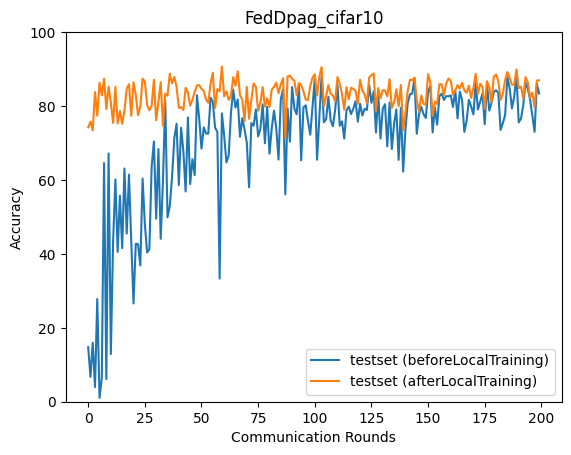 FedDpag_cifar10
100
80
60
40
20
0
Accuracy
0 25 50 75 100 125 150 175 200
Communication Rounds
testset (beforeLocalTraining)
testset (afterLocalTraining)